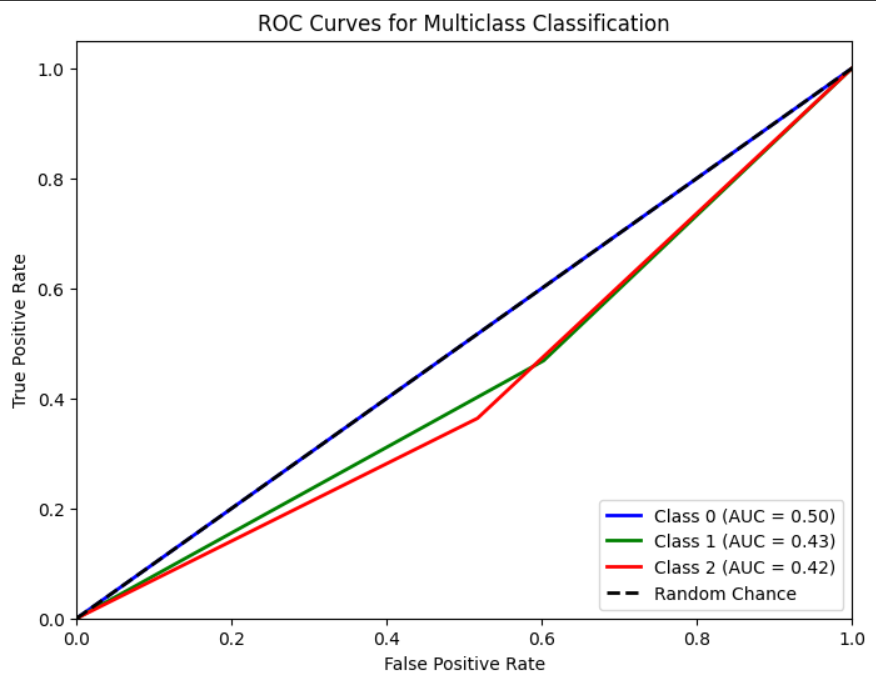 ROC Curves for Multiclass Classification
True Positive Rate
1.0
0.8
0.6
0.4
0.2
0.0
Class 0 (AUC = 0.50)
Class 1 (AUC = 0.43)
Class 2 (AUC = 0.42)
Random Chance
0.0 0.2 0.4 0.6 0.8 1.0
False Positive Rate